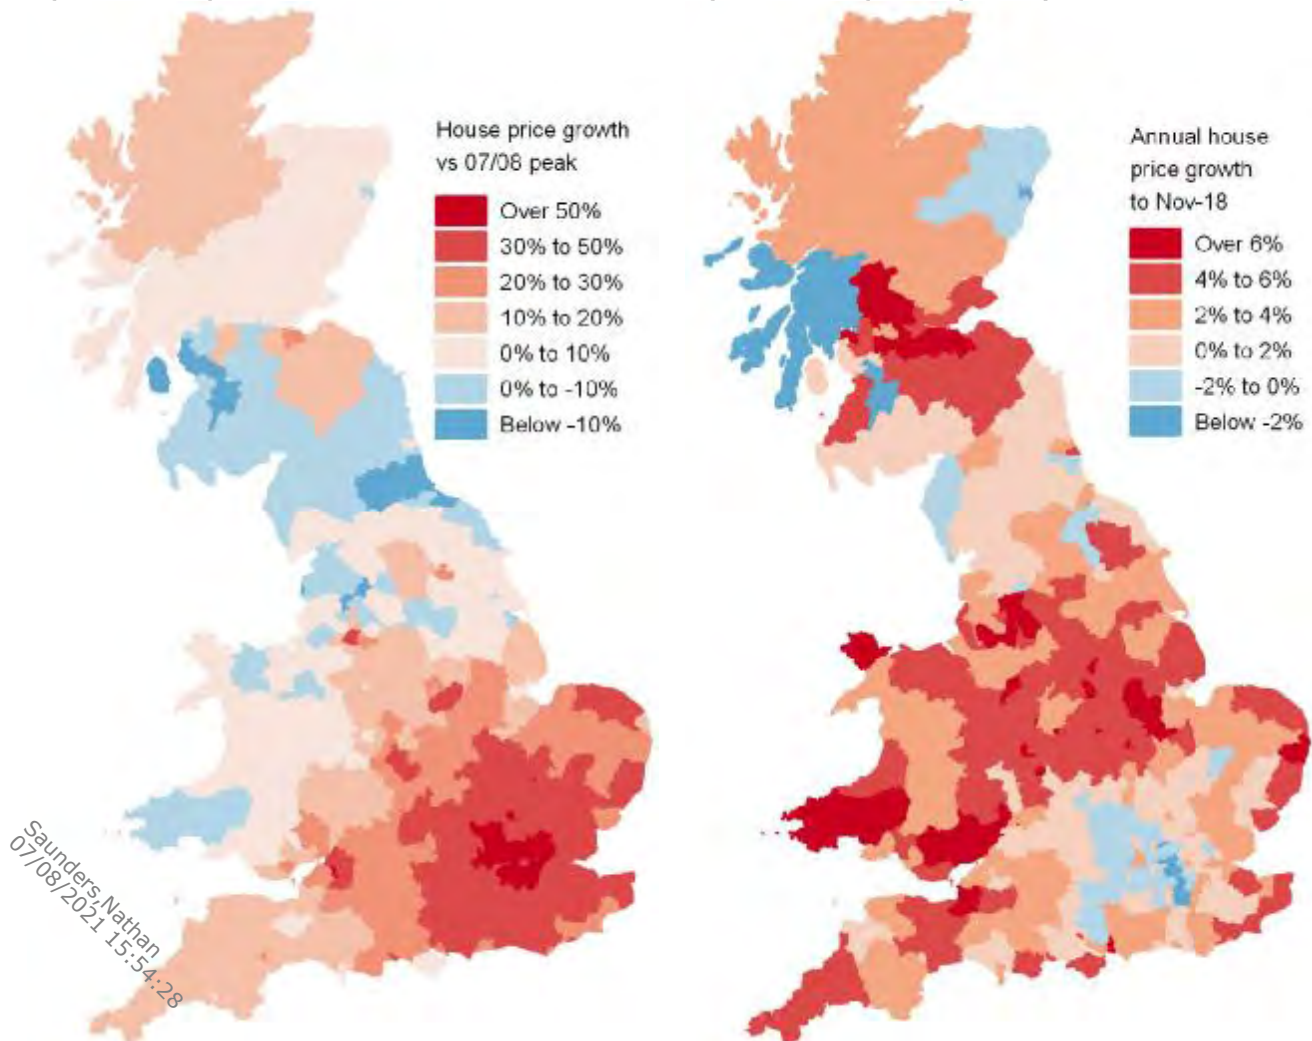 House price growth
vs 07/08 peak
Over 50%
30% to 50%
20% to 30%
10% to 20%
0% to 10%
0% to -10%
Below -10%
Annual house
price growth
to Nov-18
Over 6%
4% to 6%
2% to 4%
0% to 2%
-2% to 0%
Below -2%
Saunders,Nathan
07/08/2021 15:54:28